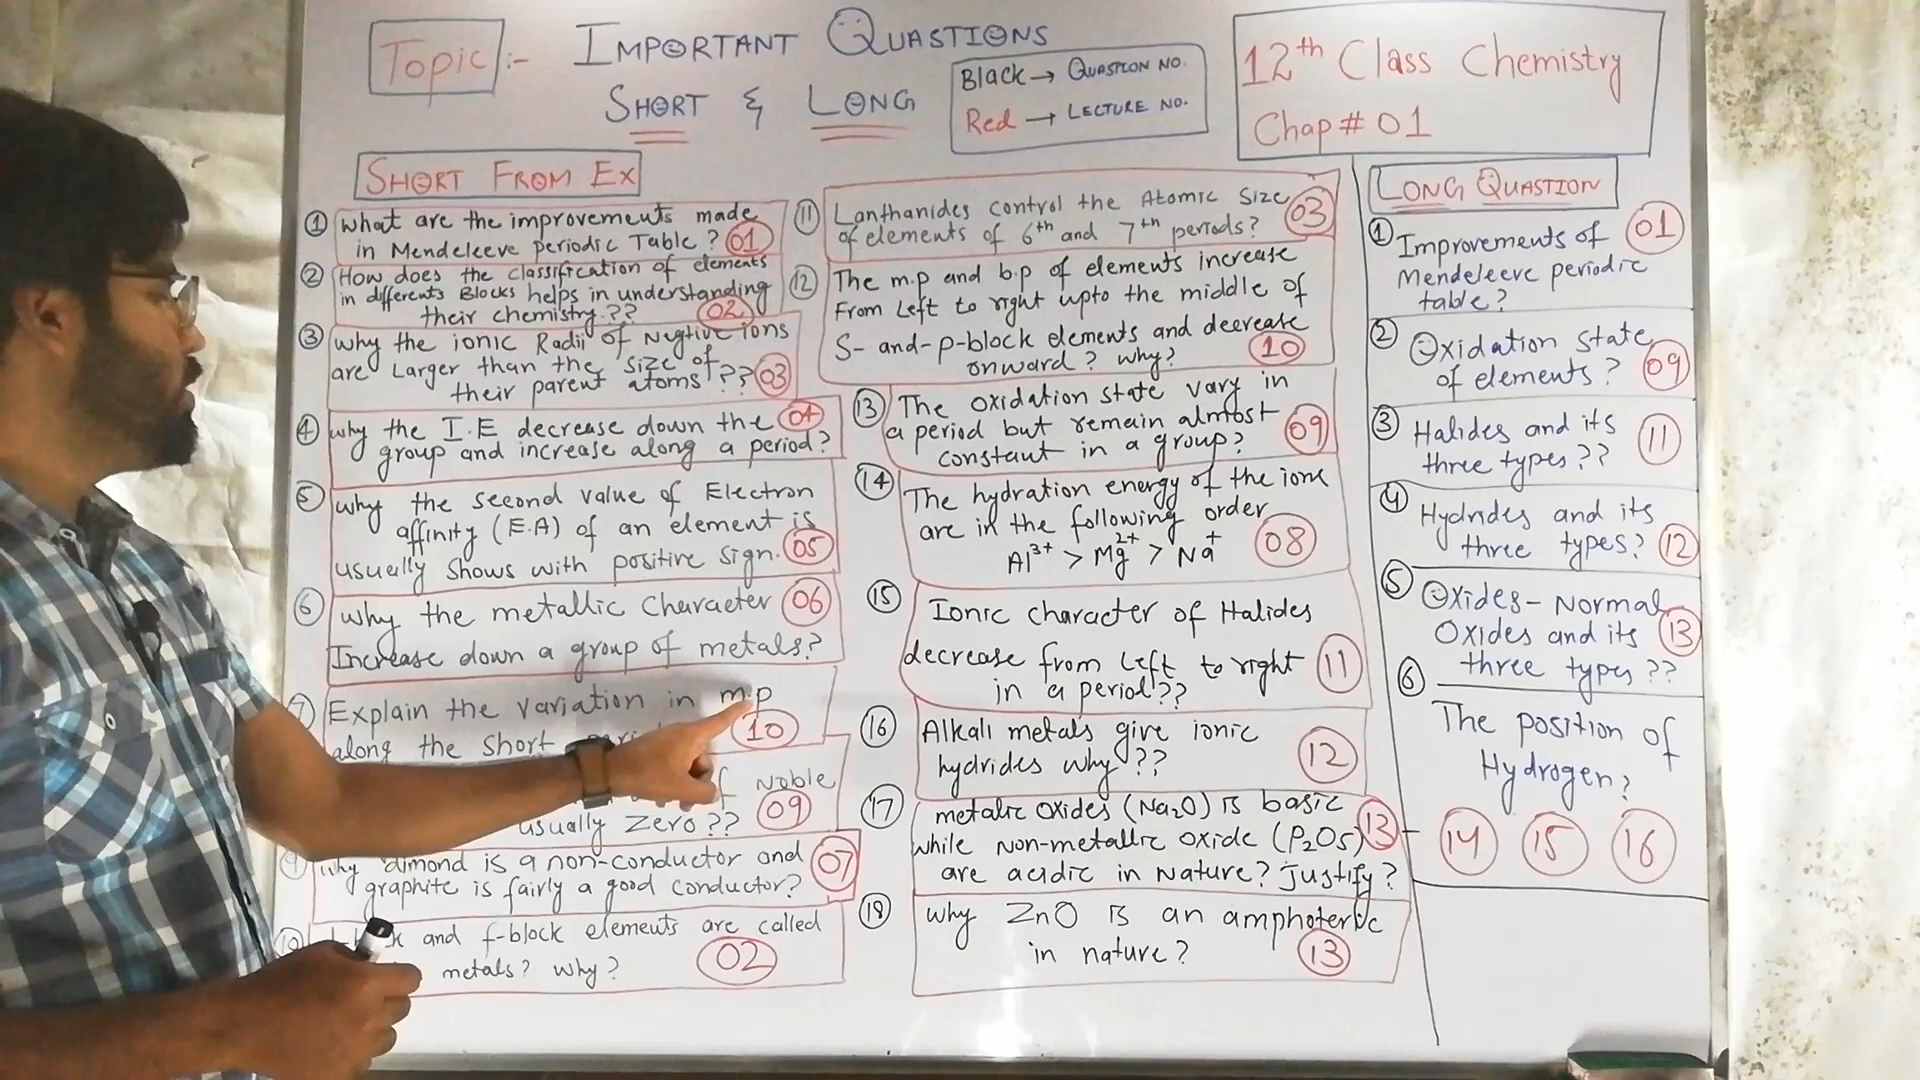 Topic :- IMPORTANT QUASTIONS
SHORT & LONG
Black → QUASTION NO.
Red → LECTURE NO.
12th Class Chemistry
Chap # 01
SHORT FROM EX
1 What are the improvements made
in Mendeleeve periodic Table ? 01
2 How does the classification of elements
in differents Blocks helps in understanding
their chemistry.?? 02
3 why the ionic Radii of Negtive ions
are Larger than the size of
their parent atoms ?? 03
4 why the I.E decrease down the 04
group and increase along a period?
5 why the second value of Electron
affinity (E.A) of an element is
usually shows with positive sign. 05
6 why the metallic character 06
Increase down a group of metals?
7 Explain the variation in m.p
along the short 10
of Noble
usually zero ?? 09
9 why dimond is a non-conductor and 07
graphite is fairly a good conductor?
10 and f-block elements are called
metals? why? 02
11 Lanthanides control the Atomic Size 03
of elements of 6th and 7th periods?
12 The m.p and b.p of elements increase
From Left to right upto the middle of
S- and-p-block elements and decrease
onward ? why? 10
13 The oxidation state vary in
a period but remain almost 09
constant in a group?
14 The hydration energy of the ions
are in the following order
Al3+ > Mg2+ > Na+ 08
15 Ionic character of Halides
decrease from Left to right 11
in a period??
16 Alkali metals give ionic
hydrides why ?? 12
17 metalic oxides (Na2O) is basic
while non-metallic oxide (P2O5) 13
are acidic in Nature? justify?
18 why ZnO is an amphoteric
in nature? 13
LONG QUASTION
1 Improvements of 01
Mendeleeve periodic
table?
2 Oxidation State
of elements ? 09
3 Halides and its
three types ?? 11
4 Hydrides and its
three types? 12
5 Oxides - Normal
Oxides and its 13
three types ??
6 The position of
Hydrogen?
14 15 16